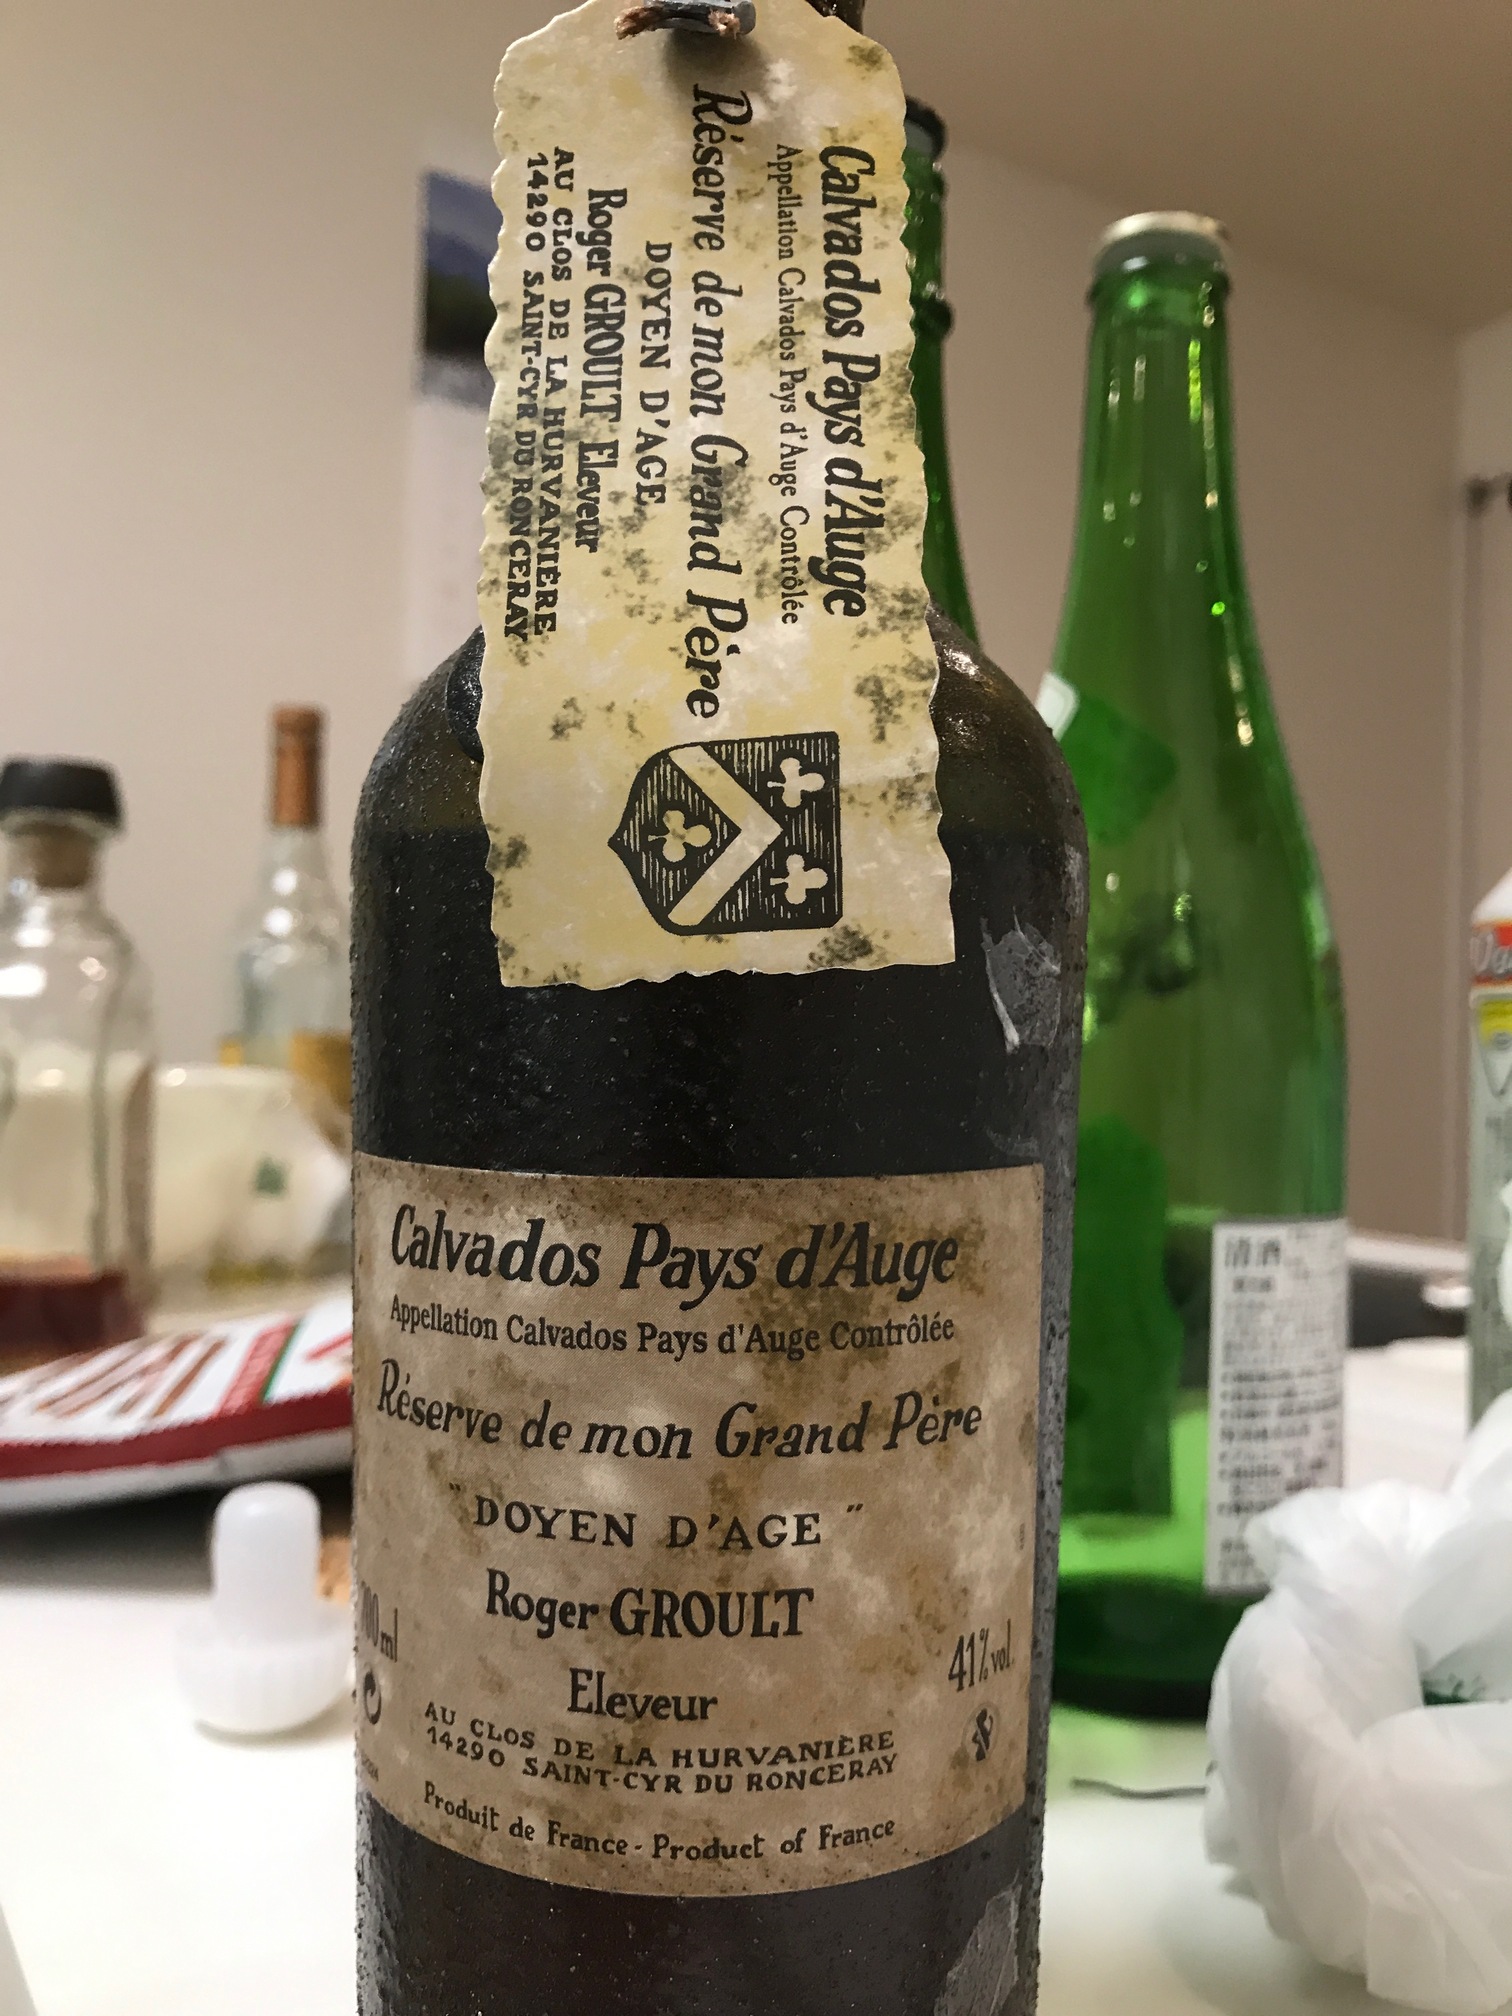 Calvados Pays d'Auge
Appellation Calvados Pays d'Auge Contrôlée
Réserve de mon Grand Père
DOYEN D'AGE
Roger GROULT Eleveur
AU CLOS DE LA HURVANIÈRE
14290 SAINT-CYR DU RONCERAY
Calvados Pays d'Auge
Appellation Calvados Pays d'Auge Contrôlée
Réserve de mon Grand Père
"DOYEN D'AGE"
Roger GROULT
Eleveur
41%vol.
AU CLOS DE LA HURVANIÈRE
14290 SAINT-CYR DU RONCERAY
Produit de France - Product of France
清酒